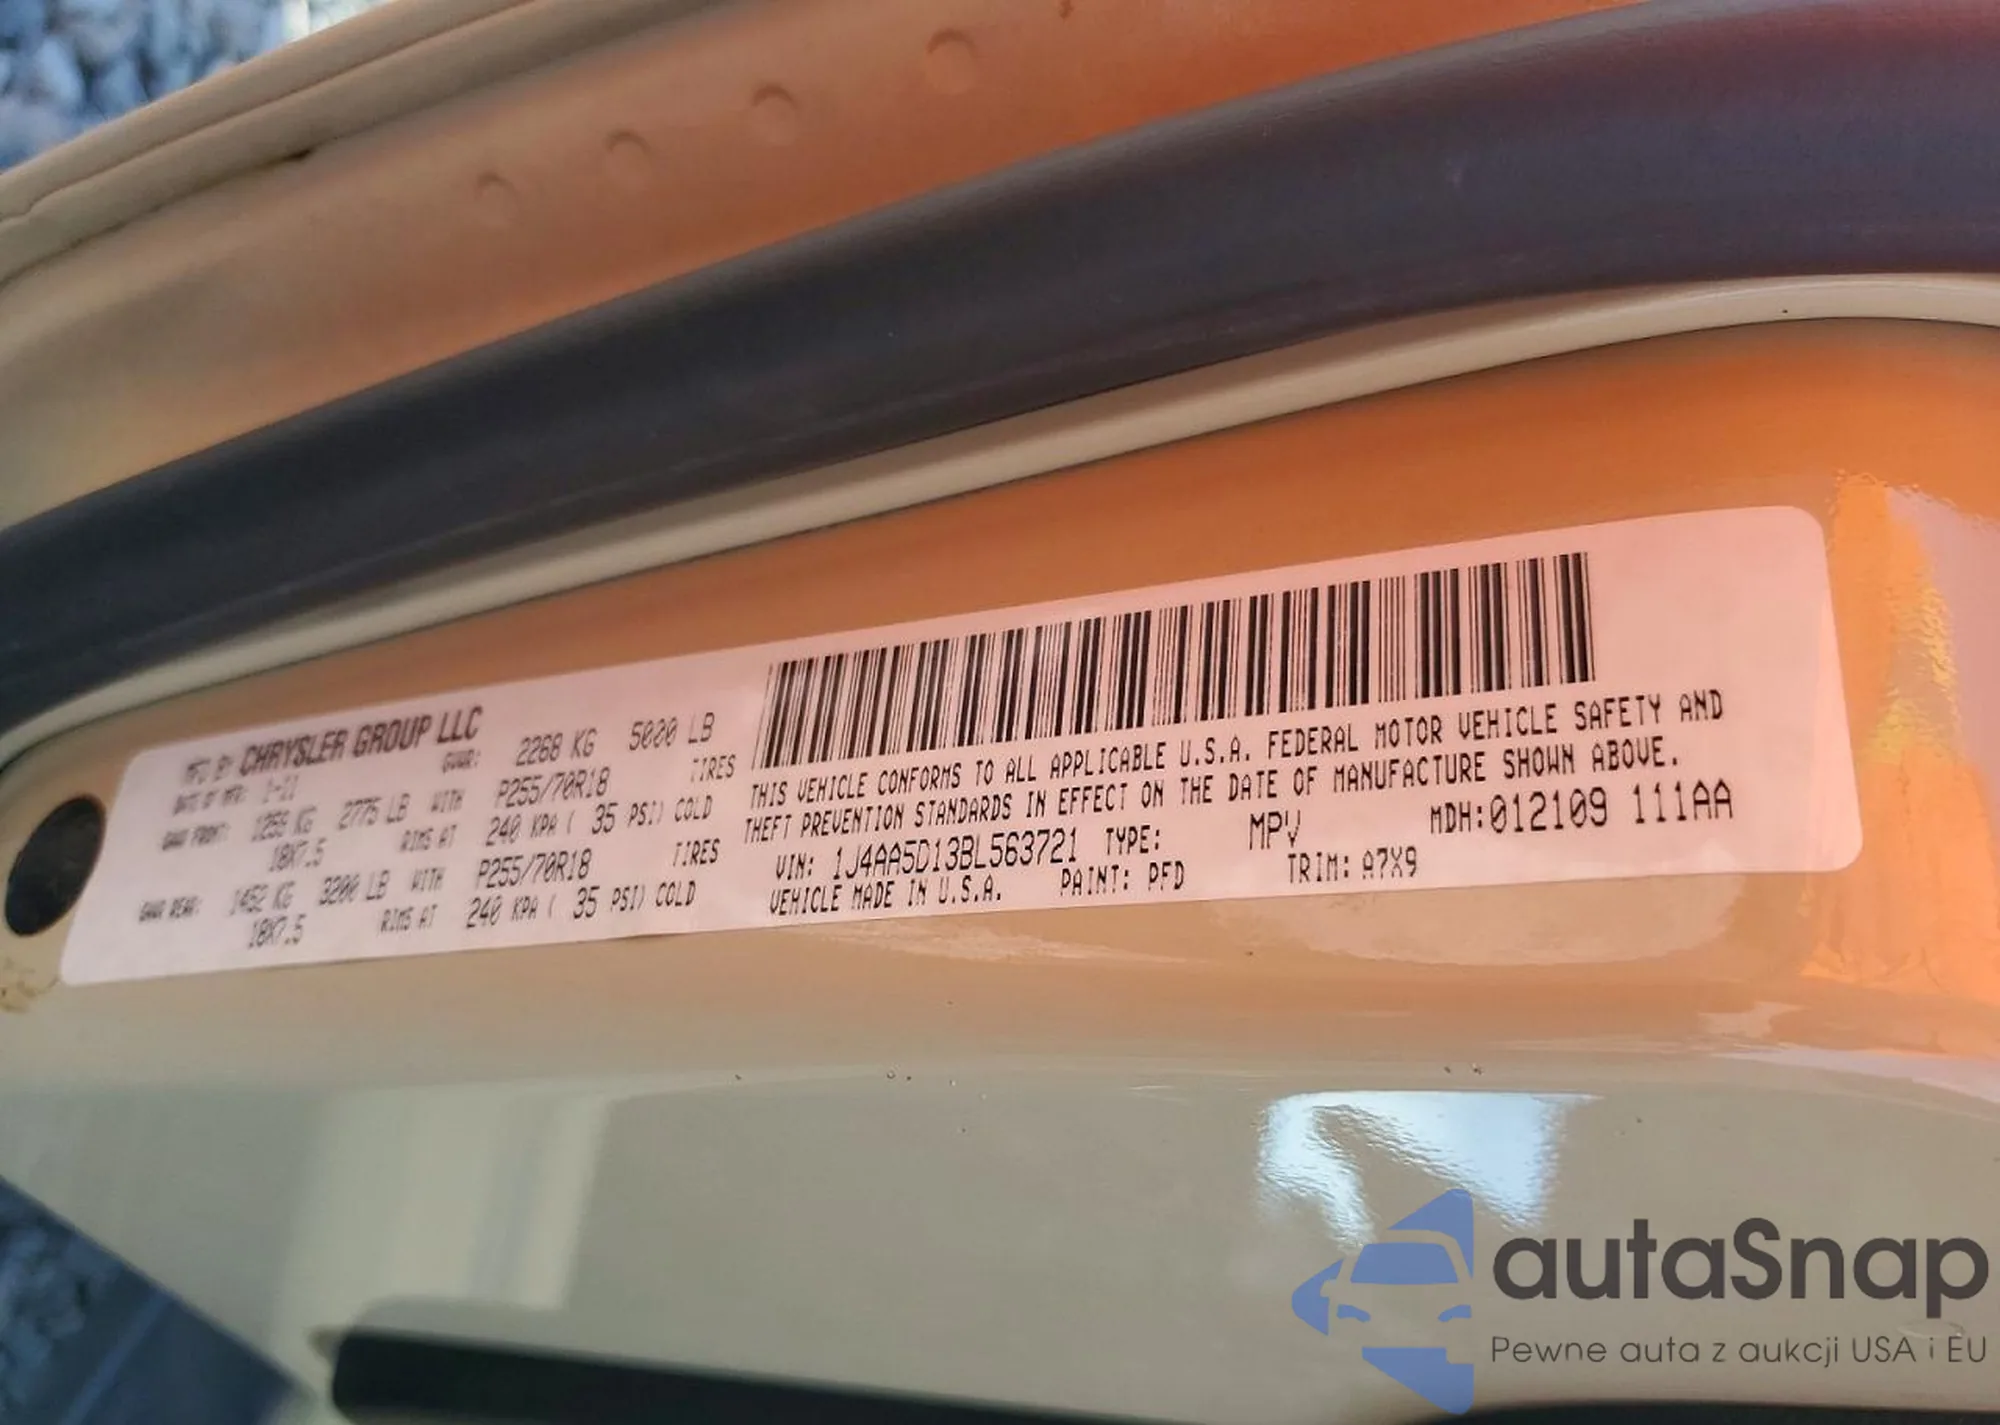 MFD BY: CHRYSLER GROUP LLC
DATE OF MFR: 1-11 GVWR: 2268 KG 5000 LB
GAWR FRONT: 1259 KG 2775 LB WITH P255/70R18 TIRES
18X7.5 RIMS AT 240 KPA ( 35 PSI) COLD
GAWR REAR: 1452 KG 3200 LB WITH P255/70R18 TIRES
18X7.5 RIMS AT 240 KPA ( 35 PSI) COLD
THIS VEHICLE CONFORMS TO ALL APPLICABLE U.S.A. FEDERAL MOTOR VEHICLE SAFETY AND
THEFT PREVENTION STANDARDS IN EFFECT ON THE DATE OF MANUFACTURE SHOWN ABOVE.
VIN: 1J4AA5D13BL563721 TYPE: MPV MDH:012109 111AA
VEHICLE MADE IN U.S.A. PAINT: PFD TRIM: A7X9
autaSnap
Pewne auta z aukcji USA i EU